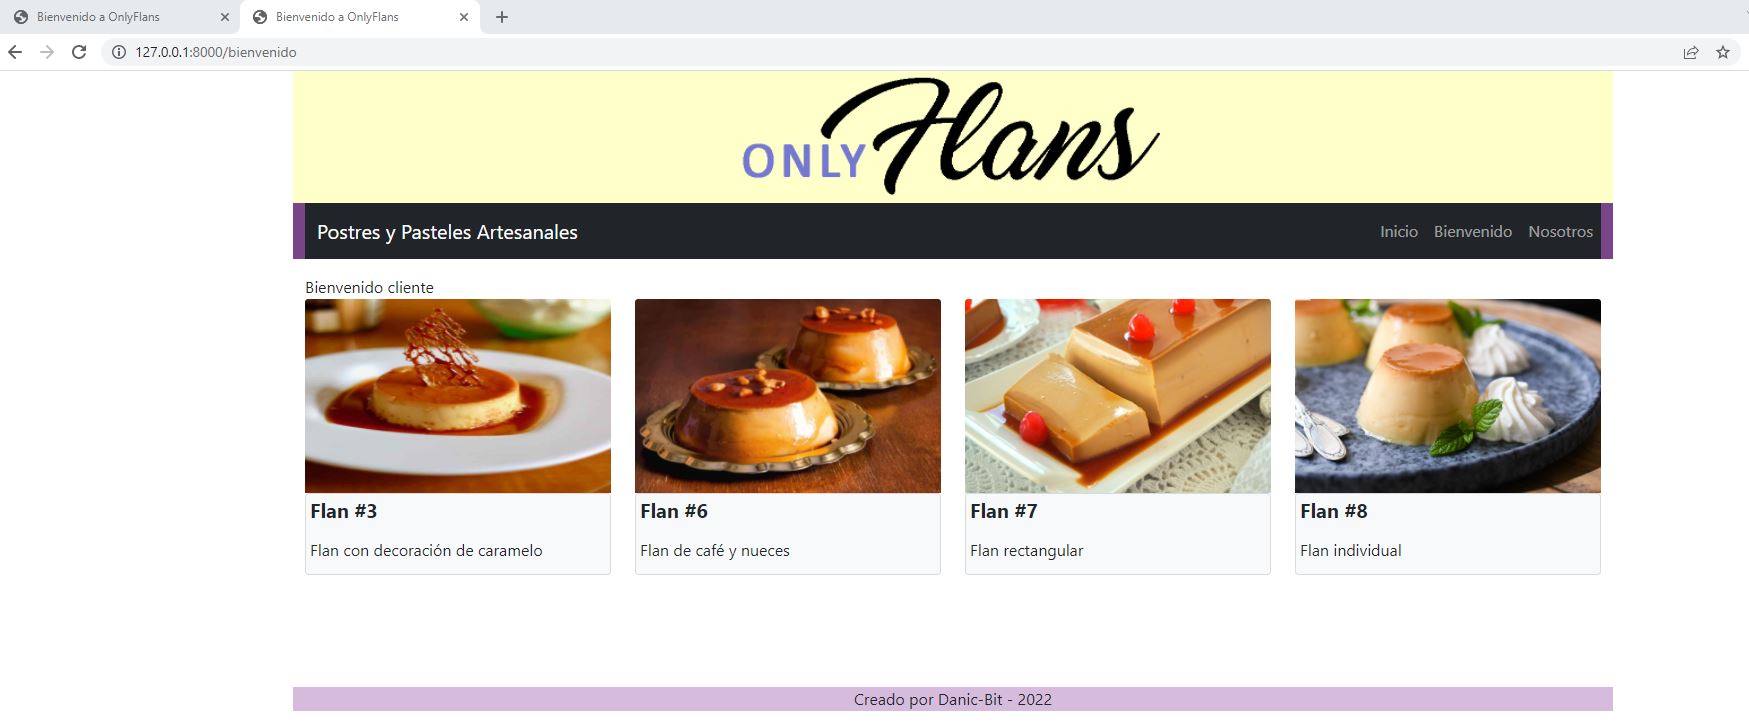 Bienvenido a OnlyFlans
Bienvenido a OnlyFlans
127.0.0.1:8000/bienvenido
ONLY Flans
Postres y Pasteles Artesanales
Inicio Bienvenido Nosotros
Bienvenido cliente
Flan #3
Flan con decoración de caramelo
Flan #6
Flan de café y nueces
Flan #7
Flan rectangular
Flan #8
Flan individual
Creado por Danic-Bit - 2022